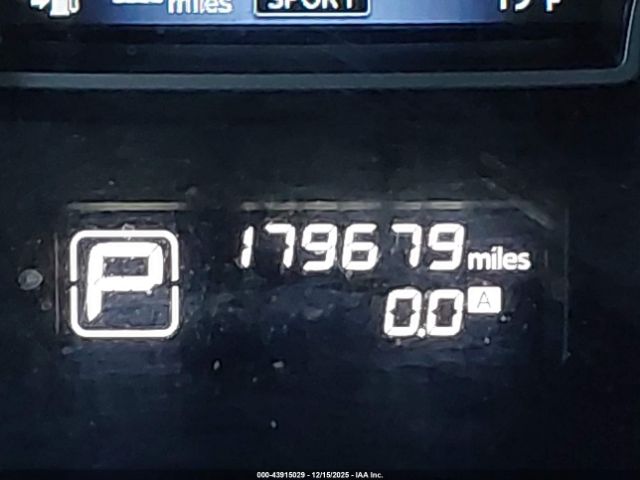 miles SPORT
179679 miles
P
0.0 A
000-43915029 - 12/15/2025 - IAA Inc.